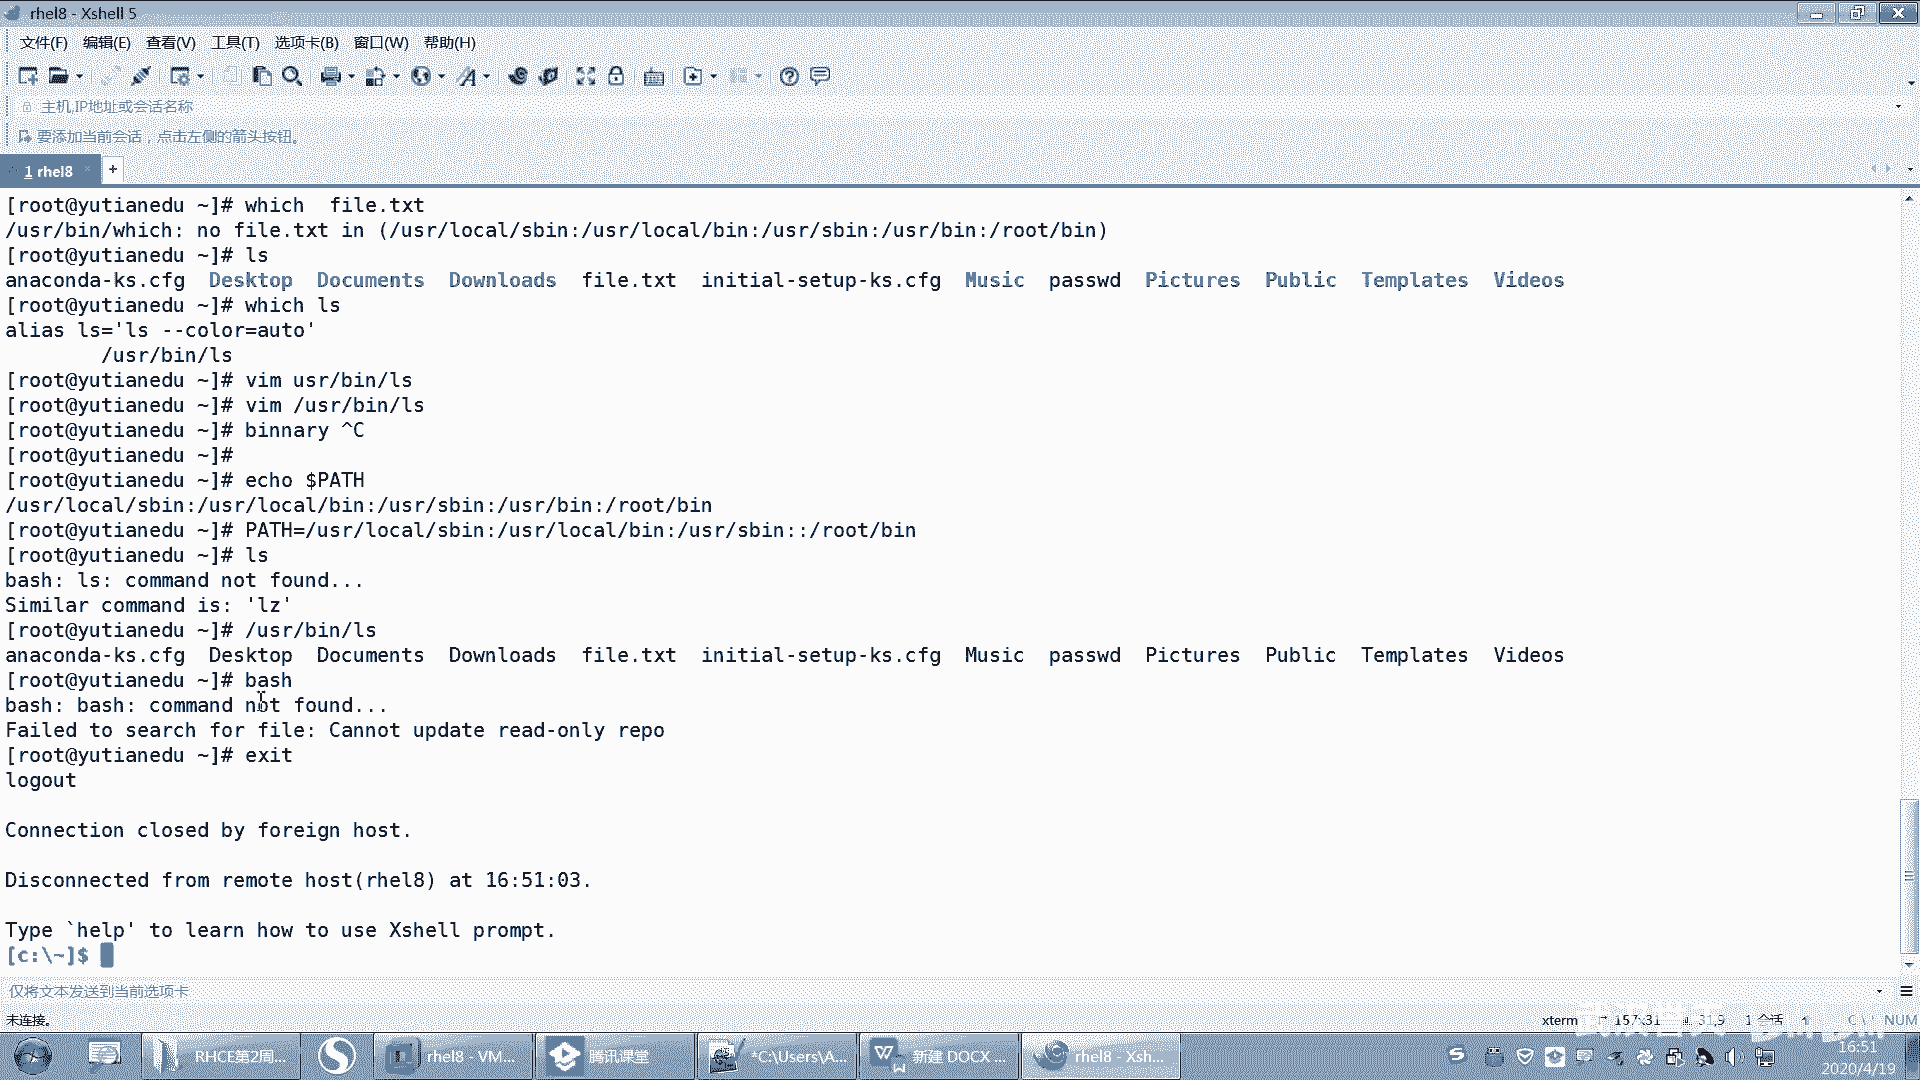 rhel8 - Xshell 5
文件(F) 编辑(E) 查看(V) 工具(T) 选项卡(B) 窗口(W) 帮助(H)
主机,IP地址或会话名称
要添加当前会话，点击左侧的箭头按钮。
1 rhel8
[root@yutianedu ~]# which  file.txt
/usr/bin/which: no file.txt in (/usr/local/sbin:/usr/local/bin:/usr/sbin:/usr/bin:/root/bin)
[root@yutianedu ~]# ls
anaconda-ks.cfg  Desktop  Documents  Downloads  file.txt  initial-setup-ks.cfg  Music  passwd  Pictures  Public  Templates  Videos
[root@yutianedu ~]# which ls
alias ls='ls --color=auto'
        /usr/bin/ls
[root@yutianedu ~]# vim usr/bin/ls
[root@yutianedu ~]# vim /usr/bin/ls
[root@yutianedu ~]# binnary ^C
[root@yutianedu ~]#
[root@yutianedu ~]# echo $PATH
/usr/local/sbin:/usr/local/bin:/usr/sbin:/usr/bin:/root/bin
[root@yutianedu ~]# PATH=/usr/local/sbin:/usr/local/bin:/usr/sbin::/root/bin
[root@yutianedu ~]# ls
bash: ls: command not found...
Similar command is: 'lz'
[root@yutianedu ~]# /usr/bin/ls
anaconda-ks.cfg  Desktop  Documents  Downloads  file.txt  initial-setup-ks.cfg  Music  passwd  Pictures  Public  Templates  Videos
[root@yutianedu ~]# bash
bash: bash: command not found...
Failed to search for file: Cannot update read-only repo
[root@yutianedu ~]# exit
logout
Connection closed by foreign host.
Disconnected from remote host(rhel8) at 16:51:03.
Type `help' to learn how to use Xshell prompt.
[c:\~]$
仅将文本发送到当前选项卡
未连接。
xterm 157x31 31,9 1 会话 NUM
RHCE第2周... rhel8 - VM... 腾讯课堂 *C:\Users\A... 新建 DOCX ... rhel8 - Xsh...
16:51
2020/4/19